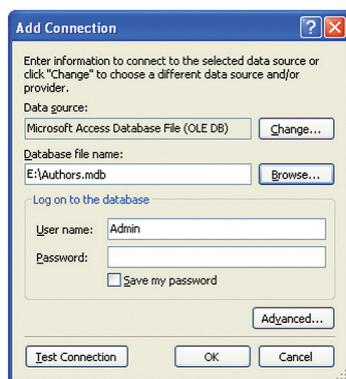 Add Connection
Enter information to connect to the selected data source or
click "Change" to choose a different data source and/or
provider.
Data source:
Microsoft Access Database File (OLE DB)
Change...
Database file name:
E:\Authors.mdb
Browse...
Log on to the database
User name:
Admin
Password:
Save my password
Advanced...
Test Connection
OK
Cancel